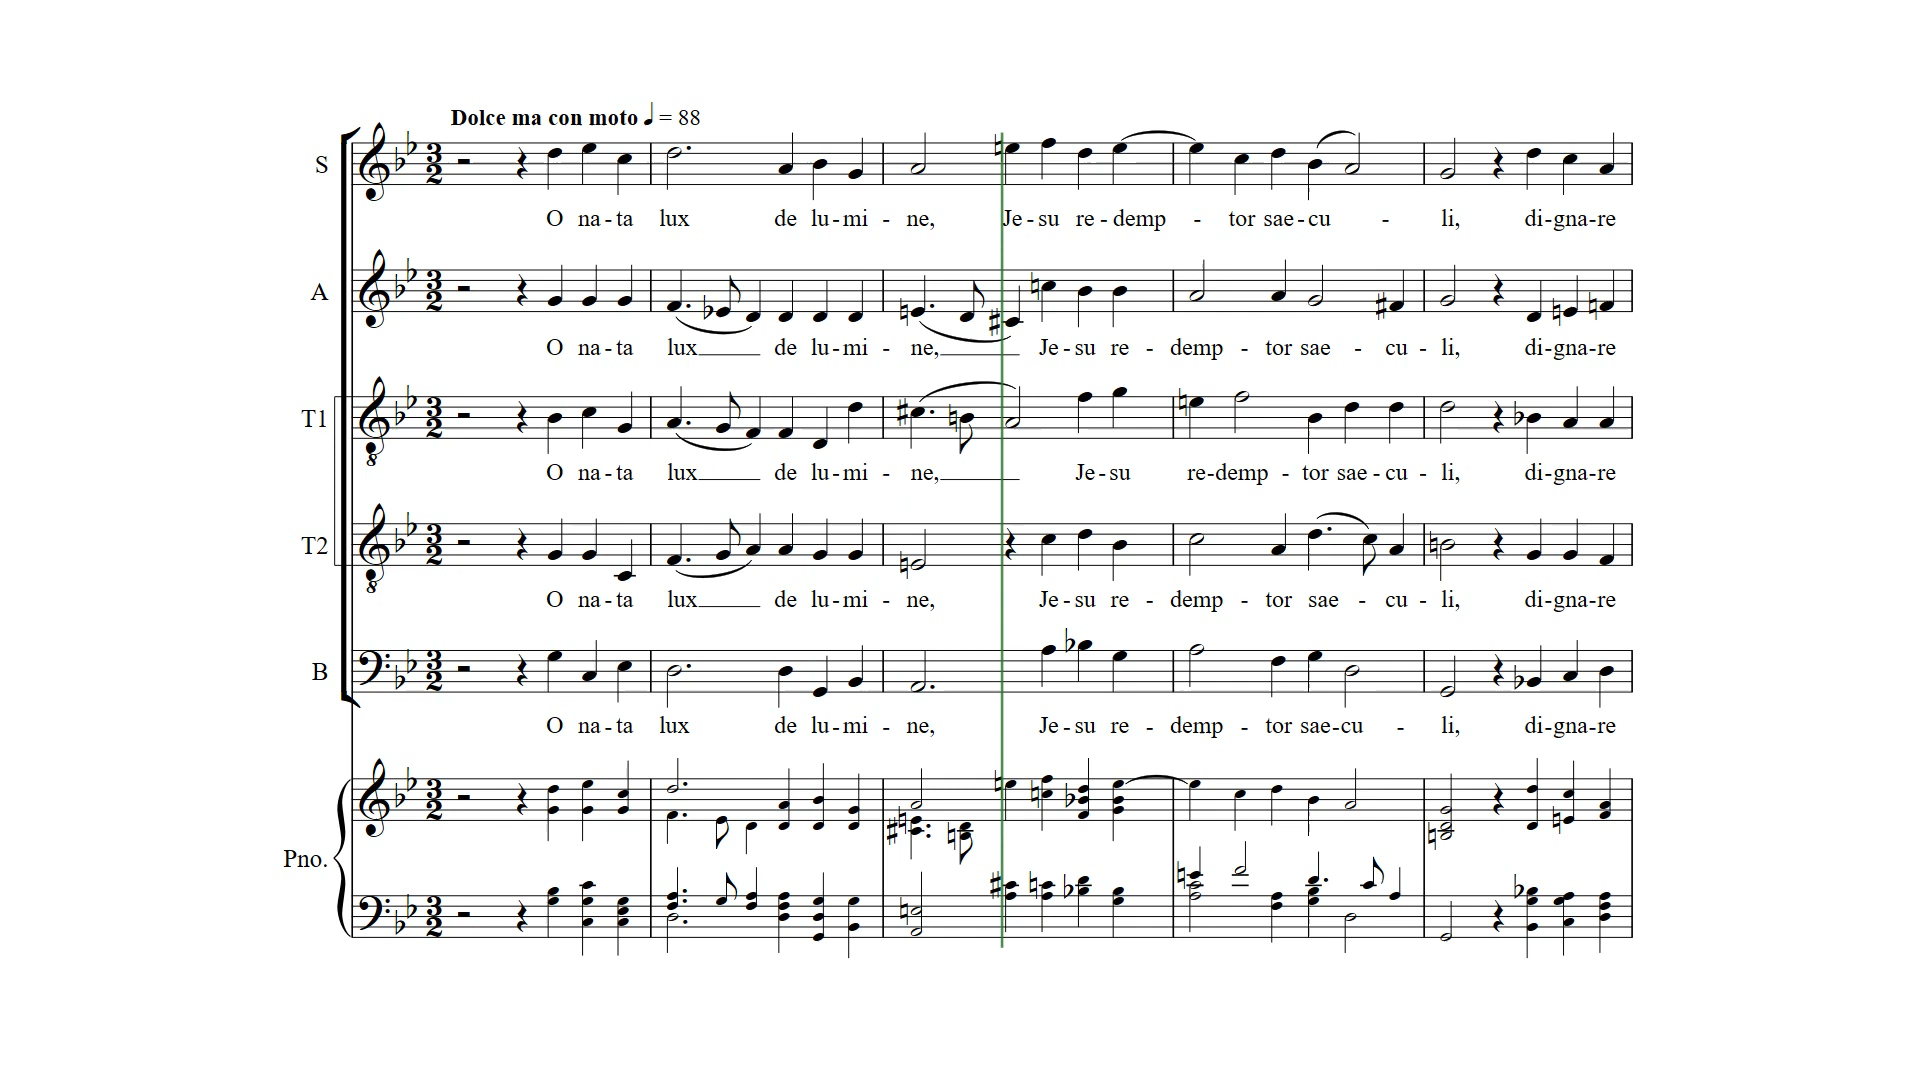 Dolce ma con moto ♩ = 88
S
O na - ta lux de lu - mi - ne, Je - su re - demp - tor sae - cu - li, di - gna - re
A
O na - ta lux de lu - mi - ne, Je - su re - demp - tor sae - cu - li, di - gna - re
T1
O na - ta lux de lu - mi - ne, Je - su re - demp - tor sae - cu - li, di - gna - re
T2
O na - ta lux de lu - mi - ne, Je - su re - demp - tor sae - cu - li, di - gna - re
B
O na - ta lux de lu - mi - ne, Je - su re - demp - tor sae - cu - li, di - gna - re
Pno.